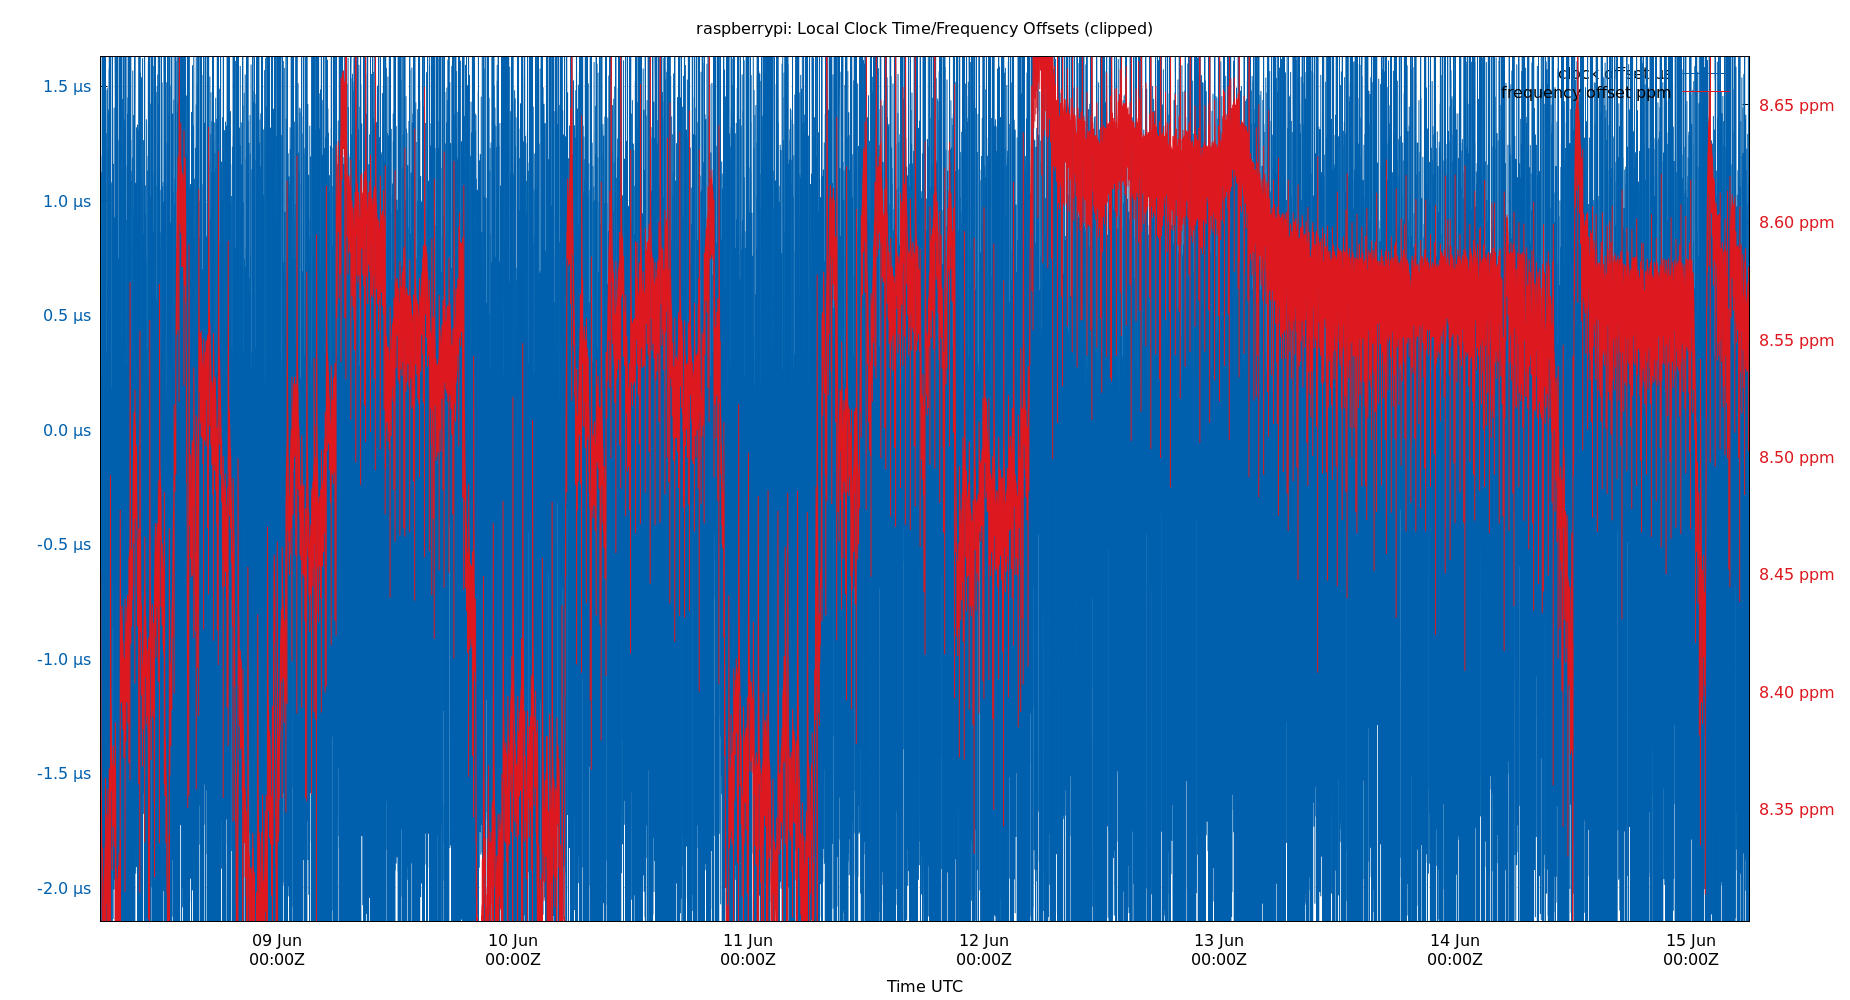 raspberrypi: Local Clock Time/Frequency Offsets (clipped)
clock offset μs
frequency offset ppm
1.5 μs
1.0 μs
0.5 μs
0.0 μs
-0.5 μs
-1.0 μs
-1.5 μs
-2.0 μs
8.65 ppm
8.60 ppm
8.55 ppm
8.50 ppm
8.45 ppm
8.40 ppm
8.35 ppm
09 Jun 10 Jun 11 Jun 12 Jun 13 Jun 14 Jun 15 Jun
00:00Z 00:00Z 00:00Z 00:00Z 00:00Z 00:00Z 00:00Z
Time UTC